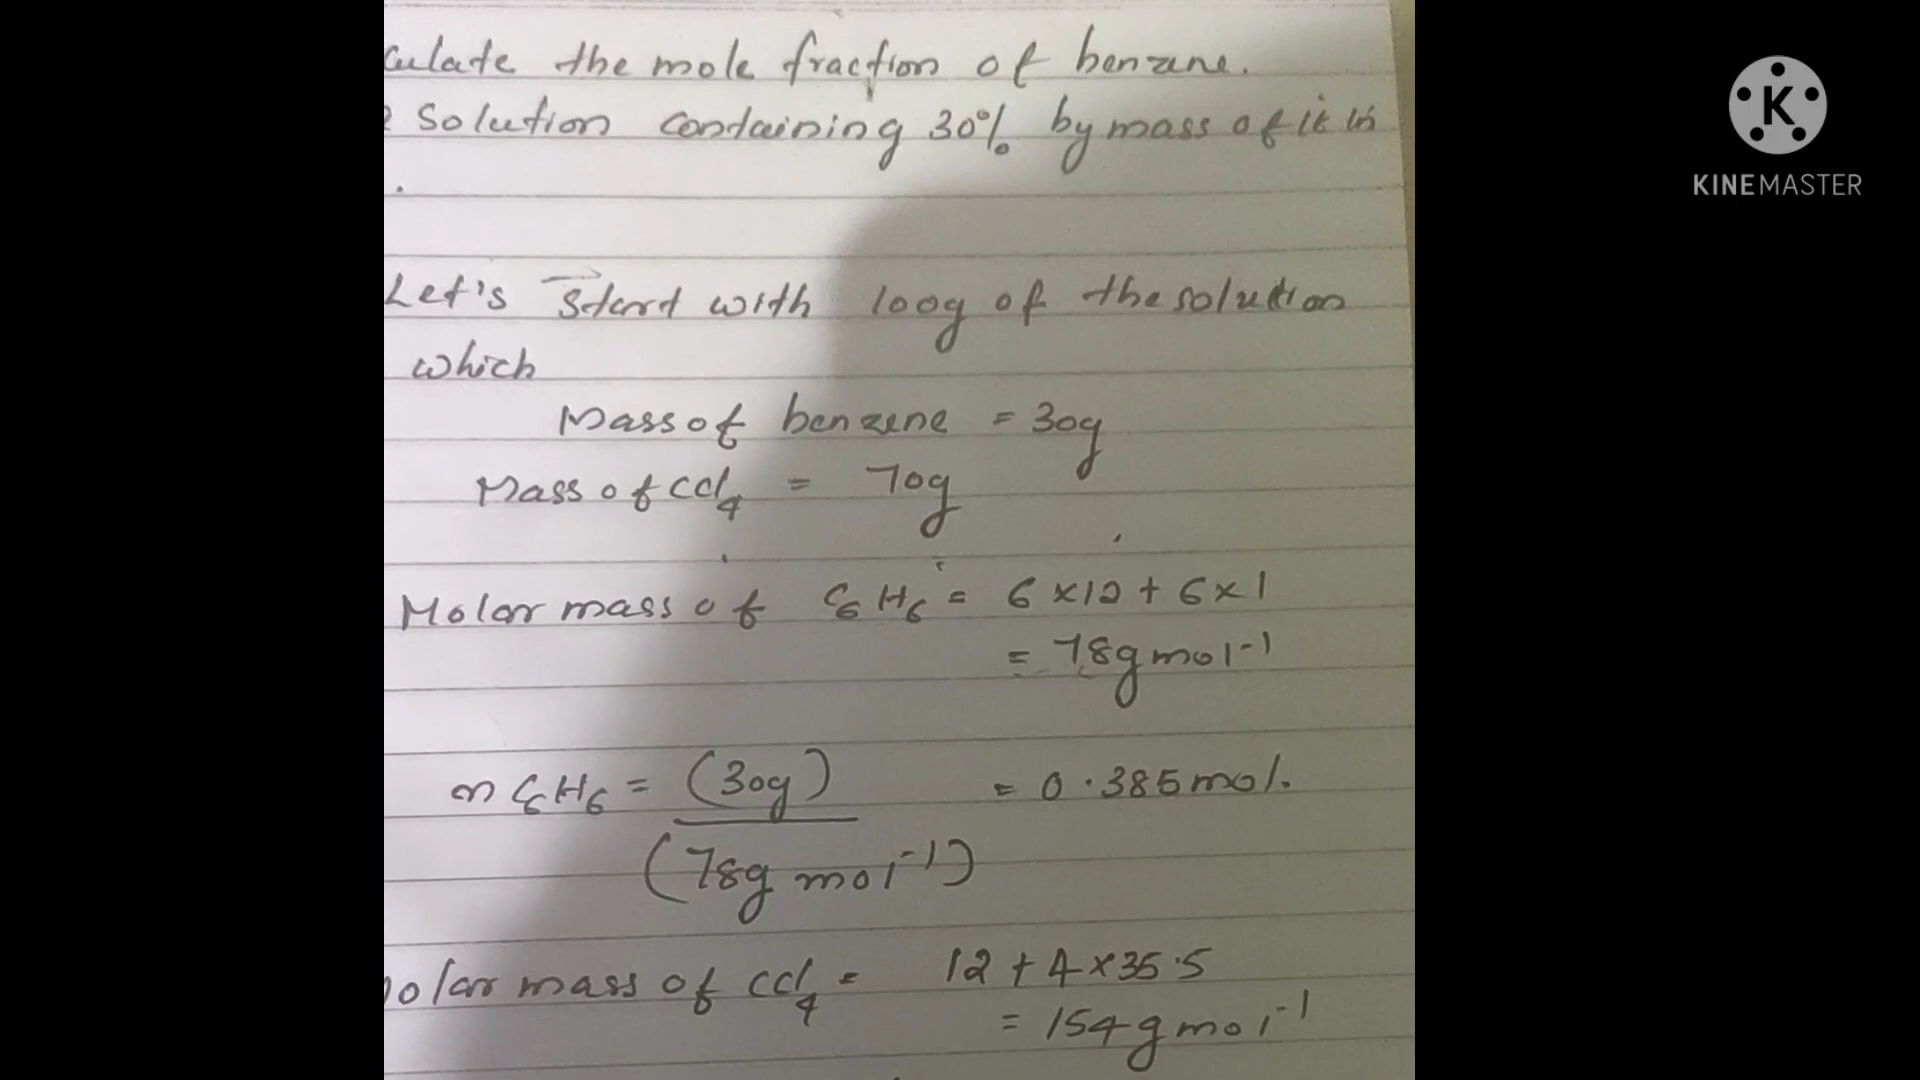 culate the mole fraction of benzene.
Solution containing 30% by mass of it in
Let's start with 100g of the solution
which
Mass of benzene = 30g
Mass of CCl4 = 70g
Molar mass of C6H6 = 6 x 12 + 6 x 1
= 78g mol-1
n C6H6 = (30g) = 0.385 mol.
(78g mol-1)
olar mass of CCl4 = 12 + 4 x 35.5
= 154 g mol-1
K
KINEMASTER